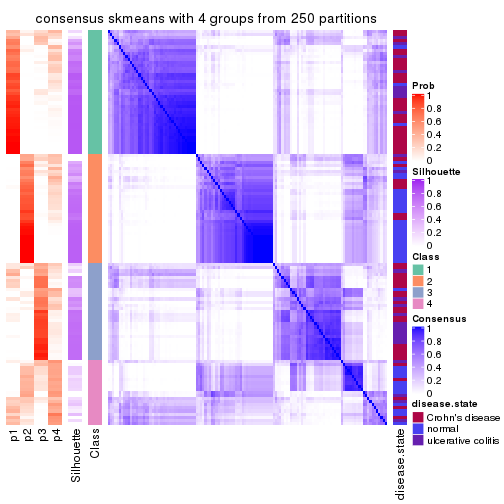 consensus skmeans with 4 groups from 250 partitions
Prob
1
0.8
0.6
0.4
0.2
0
Silhouette
1
0.8
0.6
0.4
0.2
0
Class
1
2
3
4
Consensus
1
0.8
0.6
0.4
0.2
0
disease.state
Crohn's disease
normal
ulcerative colitis
p1
p2
p3
p4
Silhouette
Class
disease.state